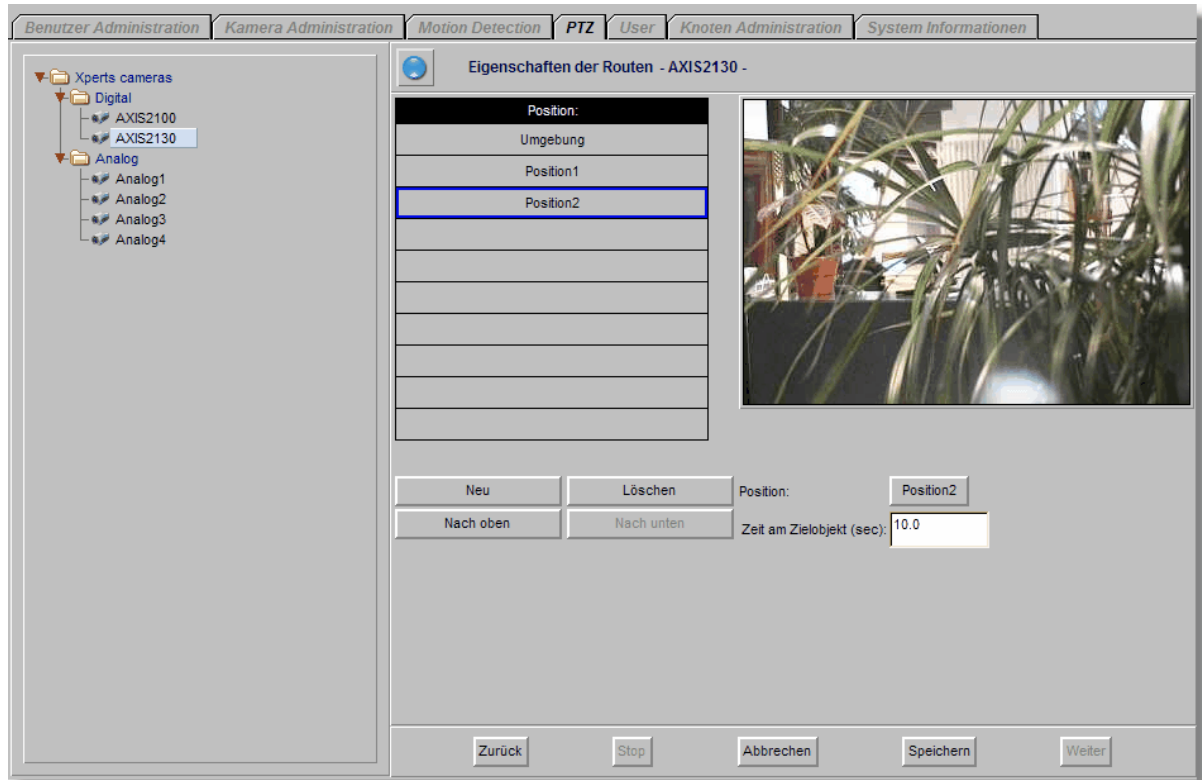 Benutzer Administration Kamera Administration Motion Detection PTZ User Knoten Administration System Informationen
Xperts cameras
Digital
AXIS2100
AXIS2130
Analog
Analog1
Analog2
Analog3
Analog4
Eigenschaften der Routen - AXIS2130 -
Position:
Umgebung
Position1
Position2
Neu Löschen Position: Position2
Nach oben Nach unten Zeit am Zielobjekt (sec): 10.0
Zurück Stop Abbrechen Speichern Weiter